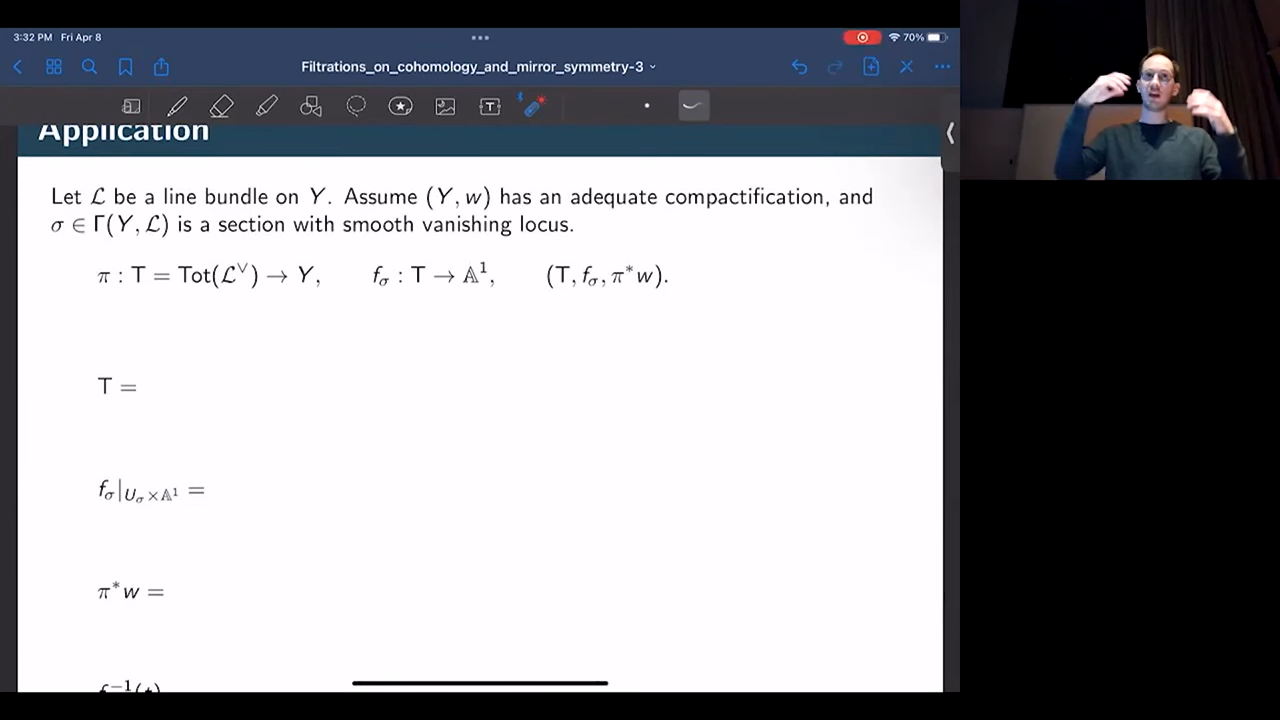 3:32 PM Fri Apr 8
70%
Filtrations_on_cohomology_and_mirror_symmetry-3
Application
Let ℒ be a line bundle on Y. Assume (Y, w) has an adequate compactification, and
σ ∈ Γ(Y, ℒ) is a section with smooth vanishing locus.
π : T = Tot(ℒ^∨) → Y, f_σ : T → 𝔸¹, (T, f_σ, π*w).
T =
f_σ|_{U_σ×𝔸¹} =
π*w =